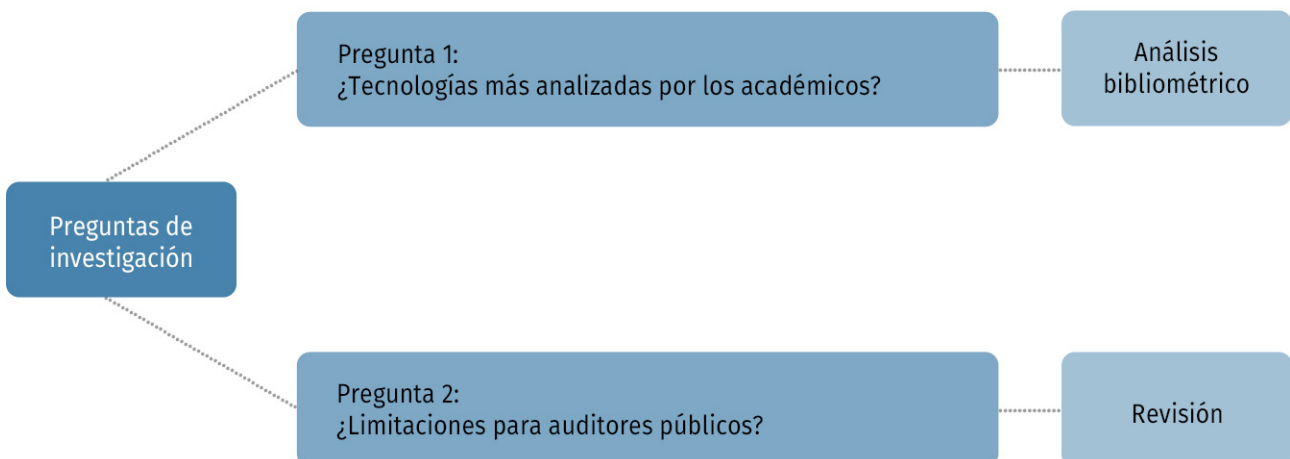 Pregunta 1:
¿Tecnologías más analizadas por los académicos?
Análisis
bibliométrico
Preguntas de
investigación
Pregunta 2:
¿Limitaciones para auditores públicos?
Revisión